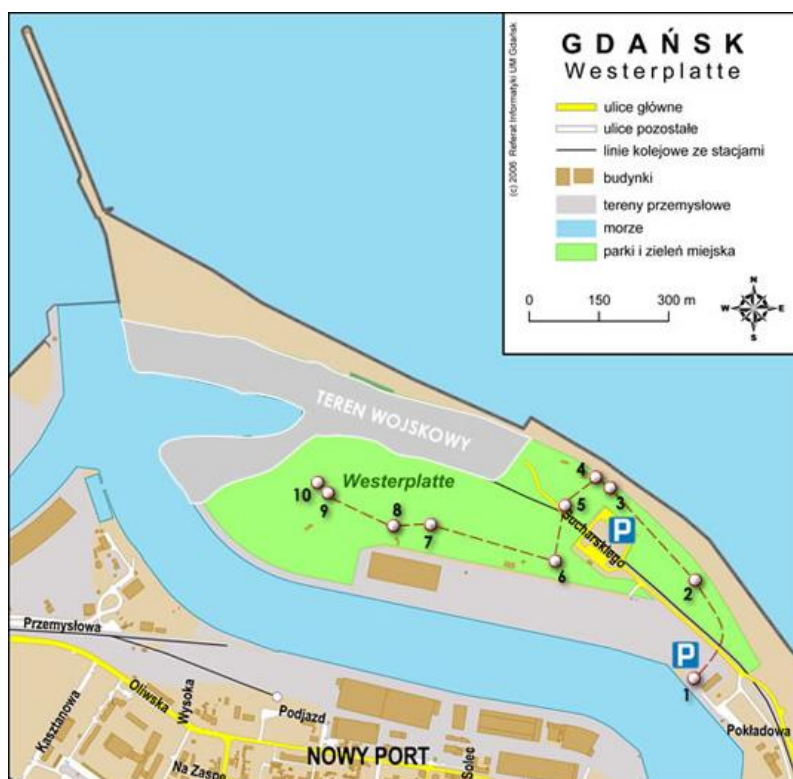 GDAŃSK
Westerplatte
ulice główne
ulice pozostałe
linie kolejowe ze stacjami
budynki
tereny przemysłowe
morze
parki i zieleń miejska
0 150 300 m
N
W E
S
(c) 2006 Referat Informatyki UM Gdańsk
TEREN WOJSKOWY
Westerplatte
10
9
8
7
6
5
4
3
2
1
P
Sucharskiego
P
Pokładowa
Przemysłowa
Oliwska
Wysoka
Kasztanowa
Podjazd
Na Zaspę
NOWY PORT
Solec